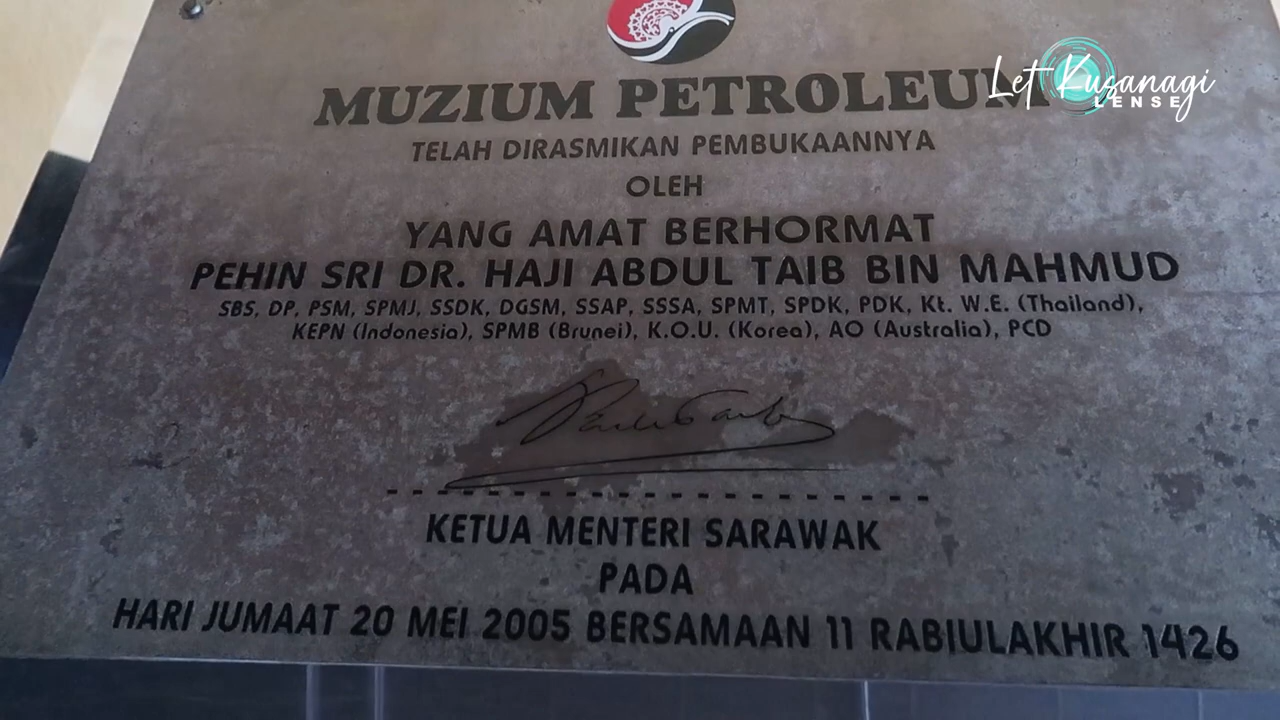 Let Kusanagi
LENSE
MUZIUM PETROLEUM
TELAH DIRASMIKAN PEMBUKAANNYA
OLEH
YANG AMAT BERHORMAT
PEHIN SRI DR. HAJI ABDUL TAIB BIN MAHMUD
SBS, DP, PSM, SPMJ, SSDK, DGSM, SSAP, SSSA, SPMT, SPDK, PDK, Kt. W.E. (Thailand),
KEPN (Indonesia), SPMB (Brunei), K.O.U. (Korea), AO (Australia), PCD
KETUA MENTERI SARAWAK
PADA
HARI JUMAAT 20 MEI 2005 BERSAMAAN 11 RABIULAKHIR 1426